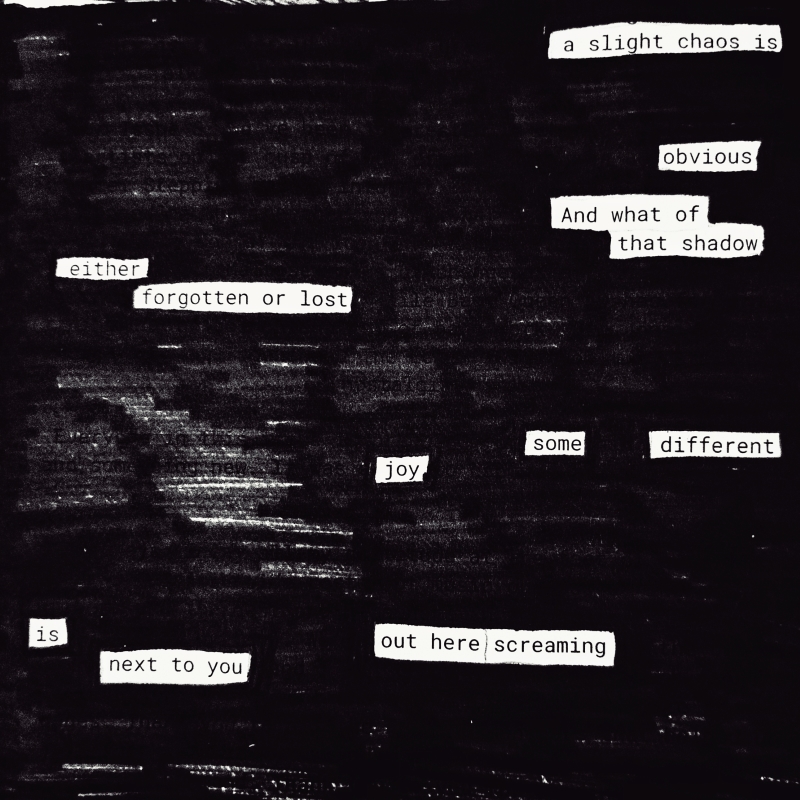 a slight chaos is
obvious
And what of
that shadow
either
forgotten or lost
some different
joy
is
out here screaming
next to you